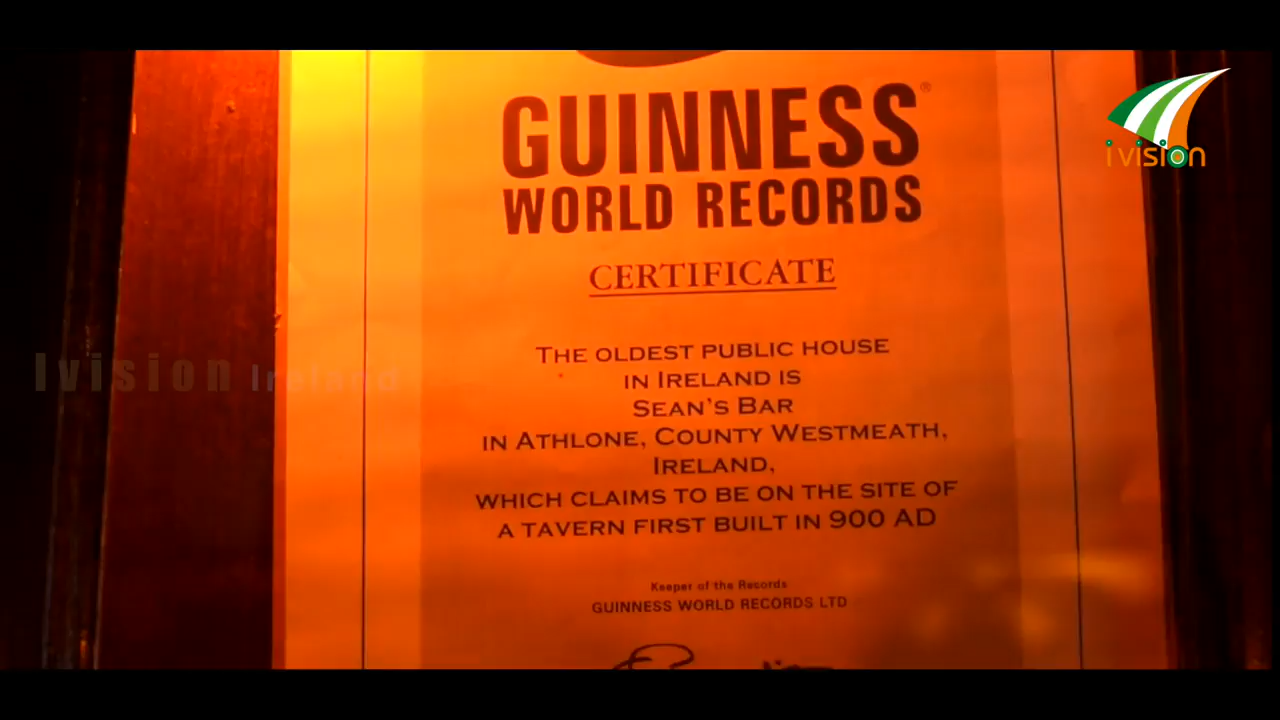 GUINNESS®
WORLD RECORDS
CERTIFICATE
THE OLDEST PUBLIC HOUSE
IN IRELAND IS
SEAN'S BAR
IN ATHLONE, COUNTY WESTMEATH,
IRELAND,
WHICH CLAIMS TO BE ON THE SITE OF
A TAVERN FIRST BUILT IN 900 AD
Keeper of the Records
GUINNESS WORLD RECORDS LTD
i vision
Ivision Ireland